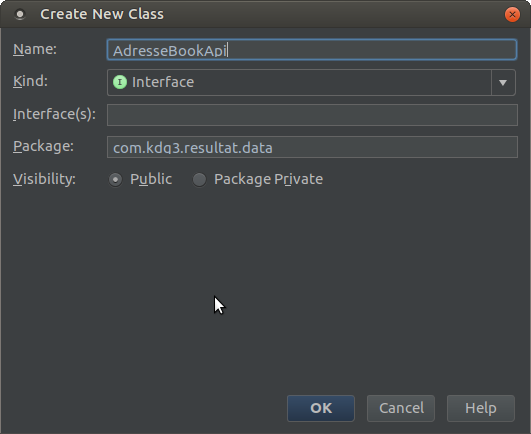 Create New Class
Name: AdresseBookApi
Kind: I Interface
Interface(s):
Package: com.kdg3.resultat.data
Visibility: Public Package Private
OK Cancel Help